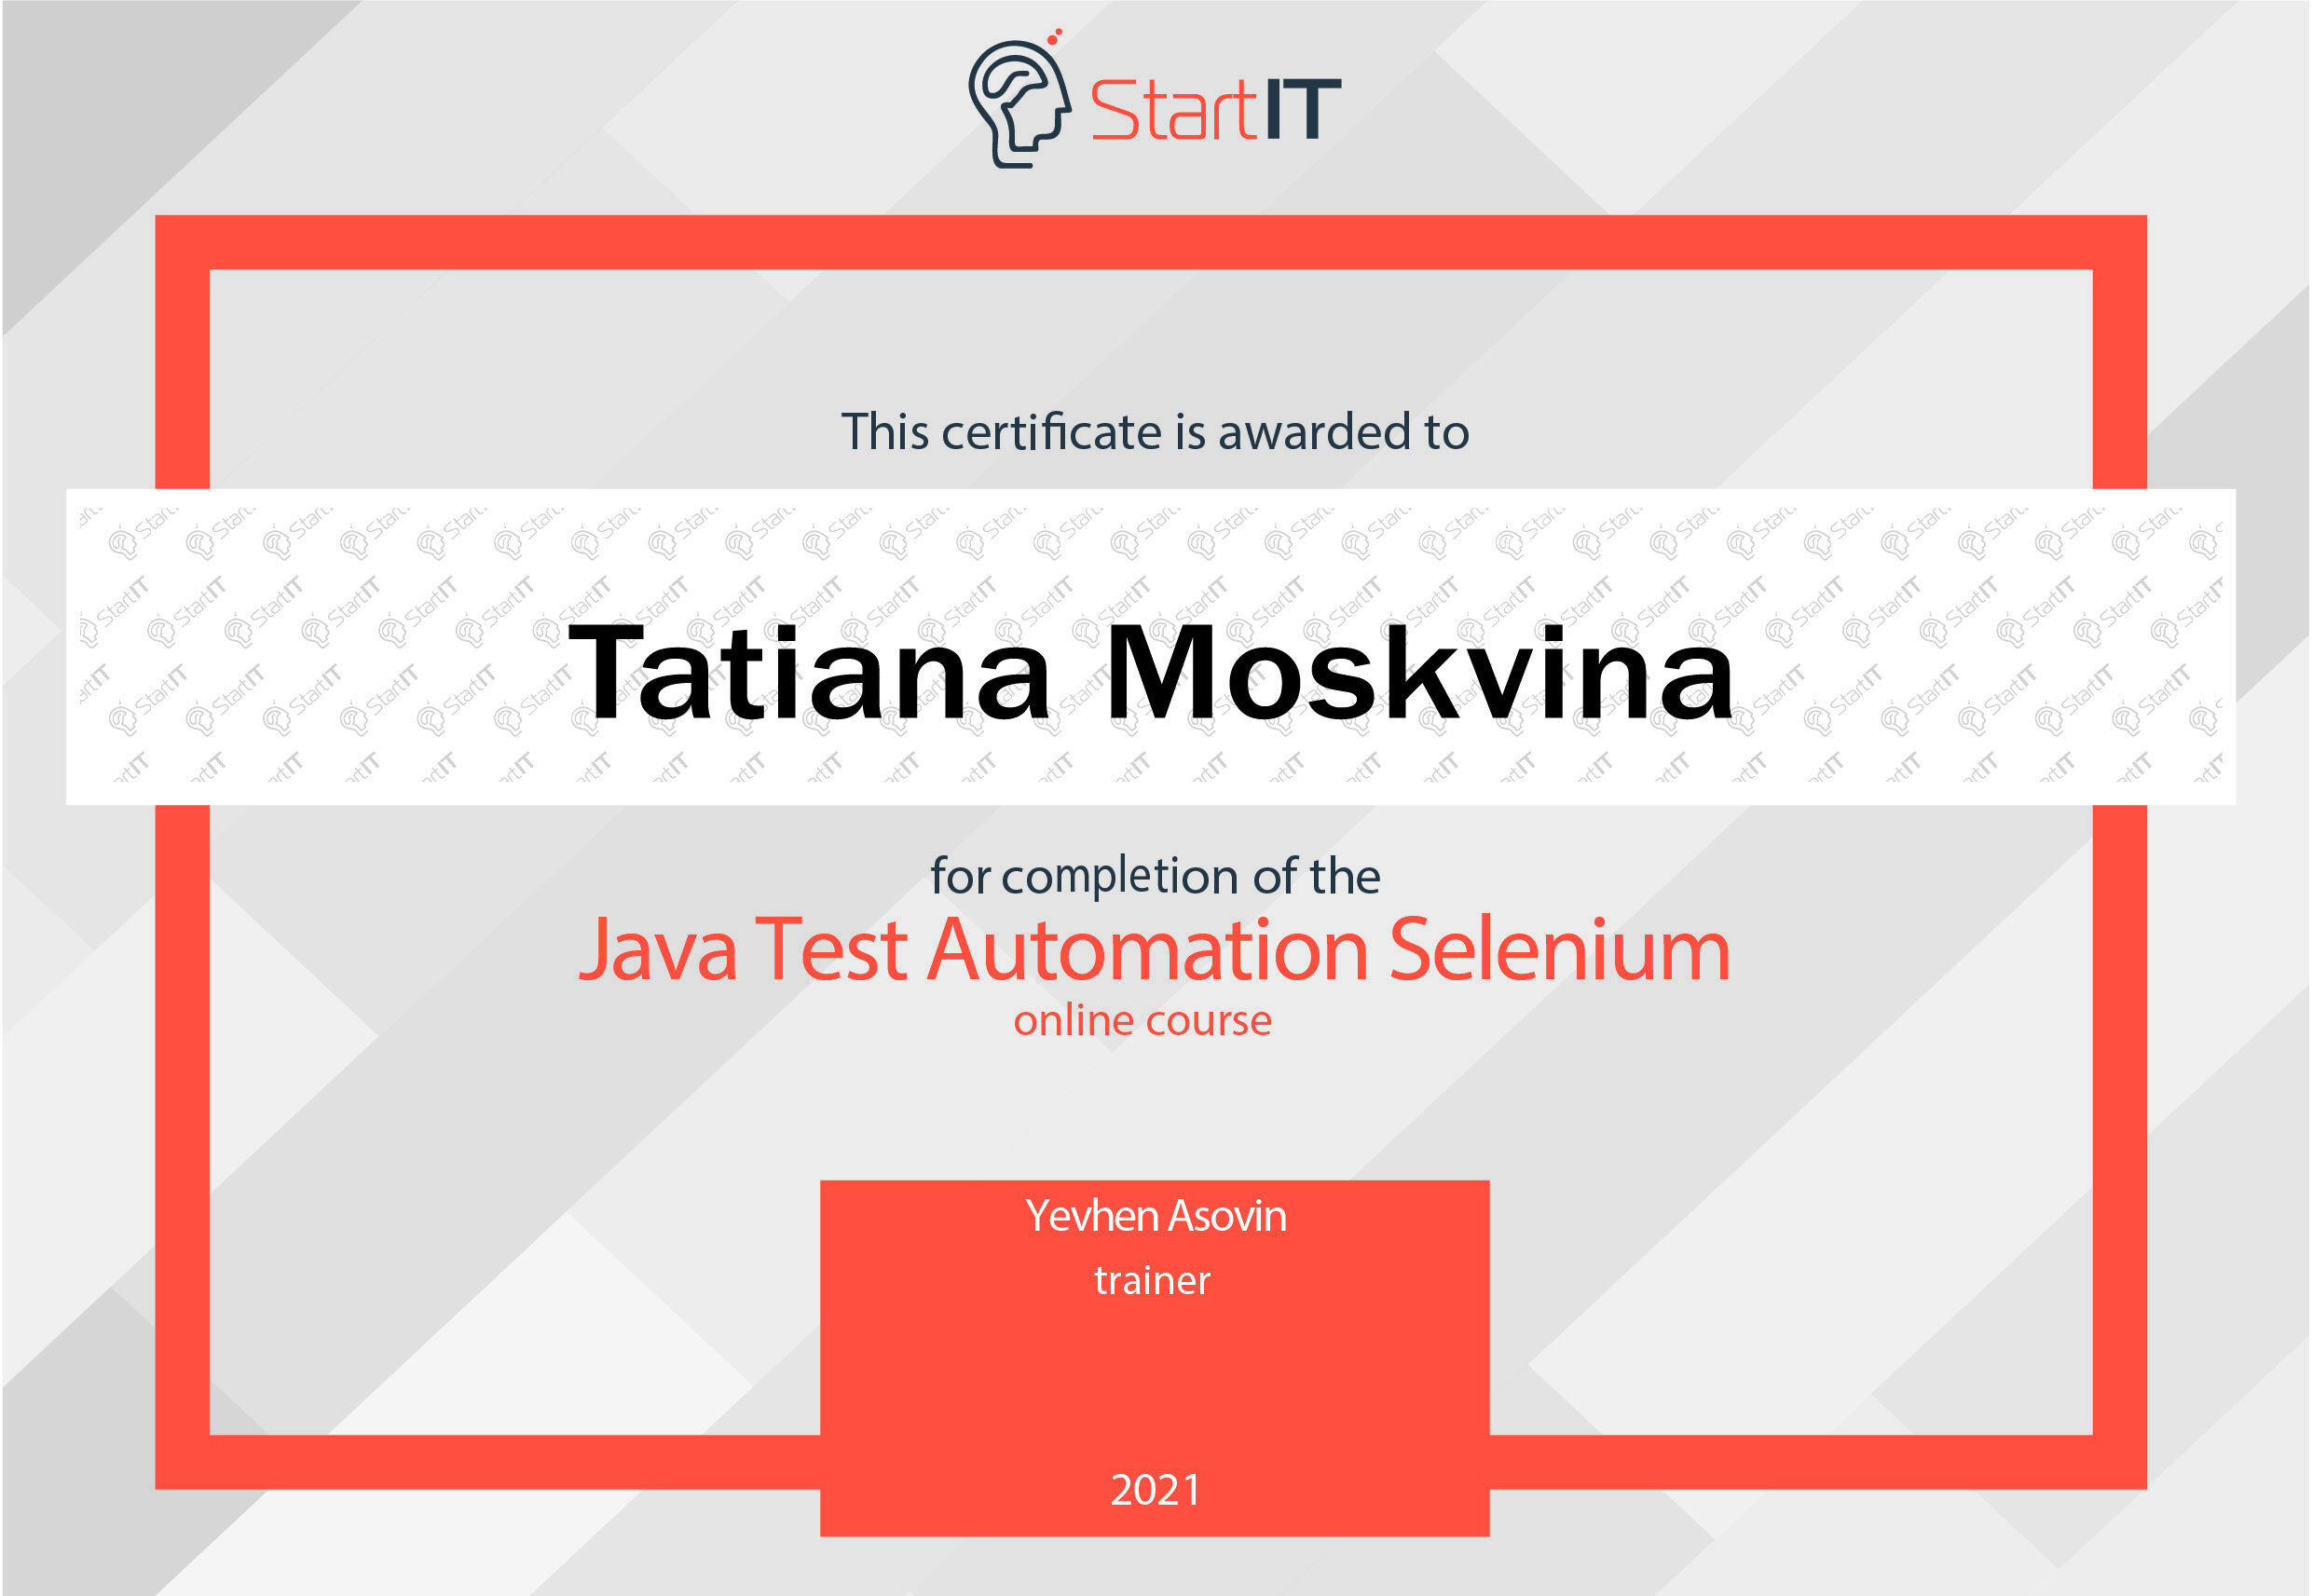 StartIT
This certificate is awarded to
Tatiana Moskvina
for completion of the
Java Test Automation Selenium
online course
Yevhen Asovin
trainer
2021